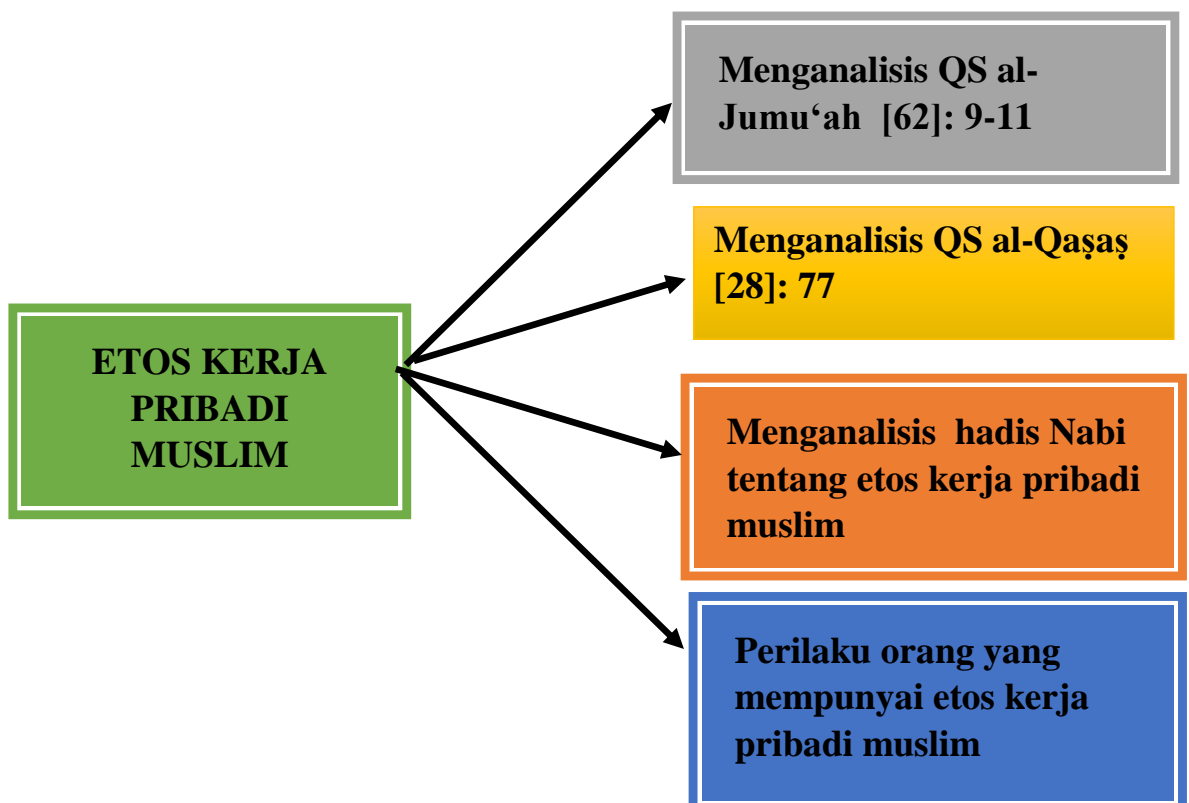 Menganalisis QS al-
Jumu‘ah [62]: 9-11
Menganalisis QS al-Qaṣaṣ
[28]: 77
ETOS KERJA
PRIBADI
MUSLIM
Menganalisis hadis Nabi
tentang etos kerja pribadi
muslim
Perilaku orang yang
mempunyai etos kerja
pribadi muslim